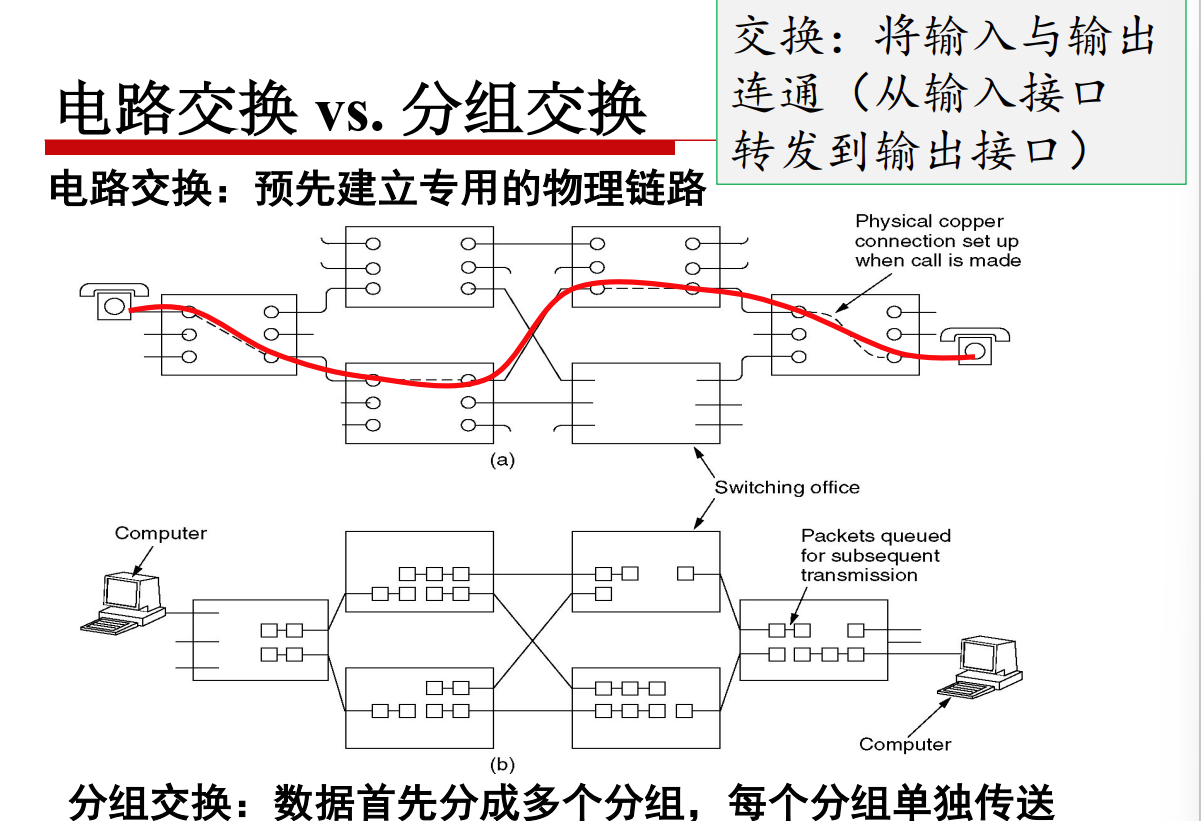 交换：将输入与输出
连通（从输入接口
转发到输出接口）
电路交换 vs. 分组交换
电路交换：预先建立专用的物理链路
Physical copper
connection set up
when call is made
(a)
Switching office
Computer
Packets queued
for subsequent
transmission
Computer
(b)
分组交换：数据首先分成多个分组，每个分组单独传送